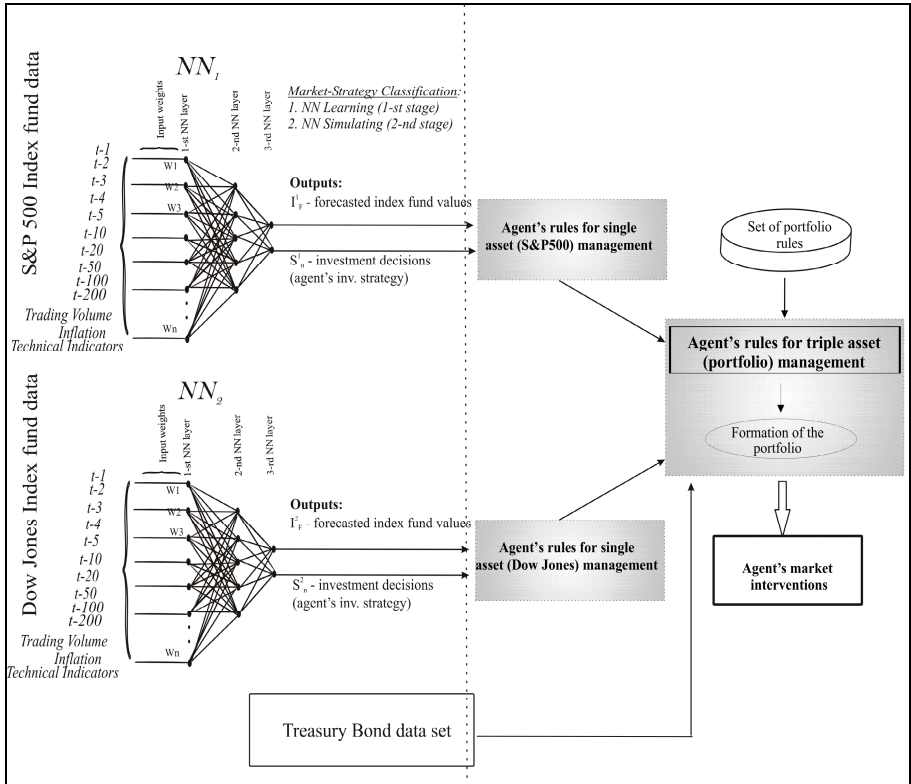 S&P 500 Index fund data
NN1
Input weights
1-st NN layer
2-nd NN layer
3-rd NN layer
Market-Strategy Classification:
1. NN Learning (1-st stage)
2. NN Simulating (2-nd stage)
t-1
t-2
t-3
t-4
t-5
t-10
t-20
t-50
t-100
t-200
Trading Volume
Inflation
Technical Indicators
W1
W2
W3
Wn
Outputs:
I¹F - forecasted index fund values
S¹n - investment decisions
(agent's inv. strategy)
Agent's rules for single
asset (S&P500) management
Set of portfolio
rules
Agent's rules for triple asset
(portfolio) management
Formation of the
portfolio
Agent's market
interventions
Dow Jones Index fund data
NN2
Input weights
1-st NN layer
2-nd NN layer
3-rd NN layer
t-1
t-2
t-3
t-4
t-5
t-10
t-20
t-50
t-100
t-200
Trading Volume
Inflation
Technical Indicators
W1
W2
W3
Wn
Outputs:
I²F - forecasted index fund values
S²n - investment decisions
(agent's inv. strategy)
Agent's rules for single
asset (Dow Jones) management
Treasury Bond data set